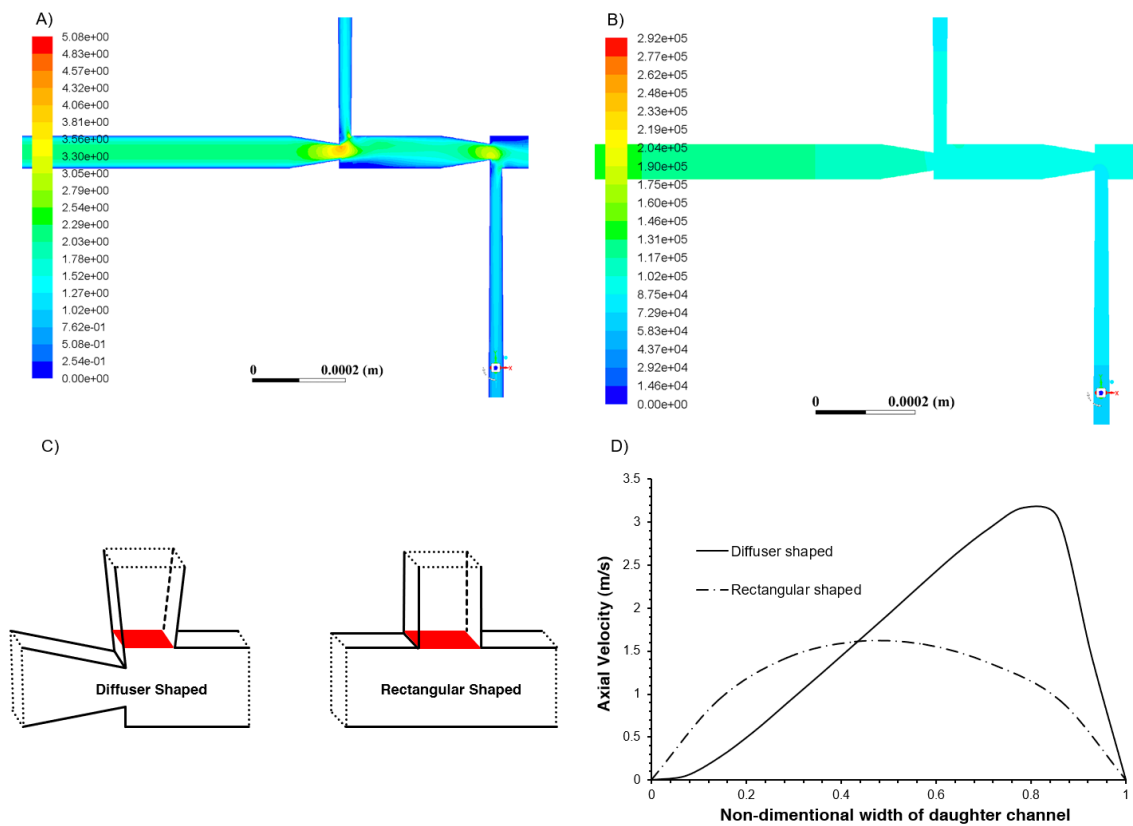 A)
5.08e+00
4.83e+00
4.57e+00
4.32e+00
4.06e+00
3.81e+00
3.56e+00
3.30e+00
3.05e+00
2.79e+00
2.54e+00
2.29e+00
2.03e+00
1.78e+00
1.52e+00
1.27e+00
1.02e+00
7.62e-01
5.08e-01
2.54e-01
0.00e+00
0 0.0002 (m)
x
B)
2.92e+05
2.77e+05
2.62e+05
2.48e+05
2.33e+05
2.19e+05
2.04e+05
1.90e+05
1.75e+05
1.60e+05
1.46e+05
1.31e+05
1.17e+05
1.02e+05
8.75e+04
7.29e+04
5.83e+04
4.37e+04
2.92e+04
1.46e+04
0.00e+00
0 0.0002 (m)
x
C)
Diffuser Shaped
Rectangular Shaped
D)
Axial Velocity (m/s)
3.5
3
2.5
2
1.5
1
0.5
0
Diffuser shaped
Rectangular shaped
0 0.2 0.4 0.6 0.8 1
Non-dimentional width of daughter channel